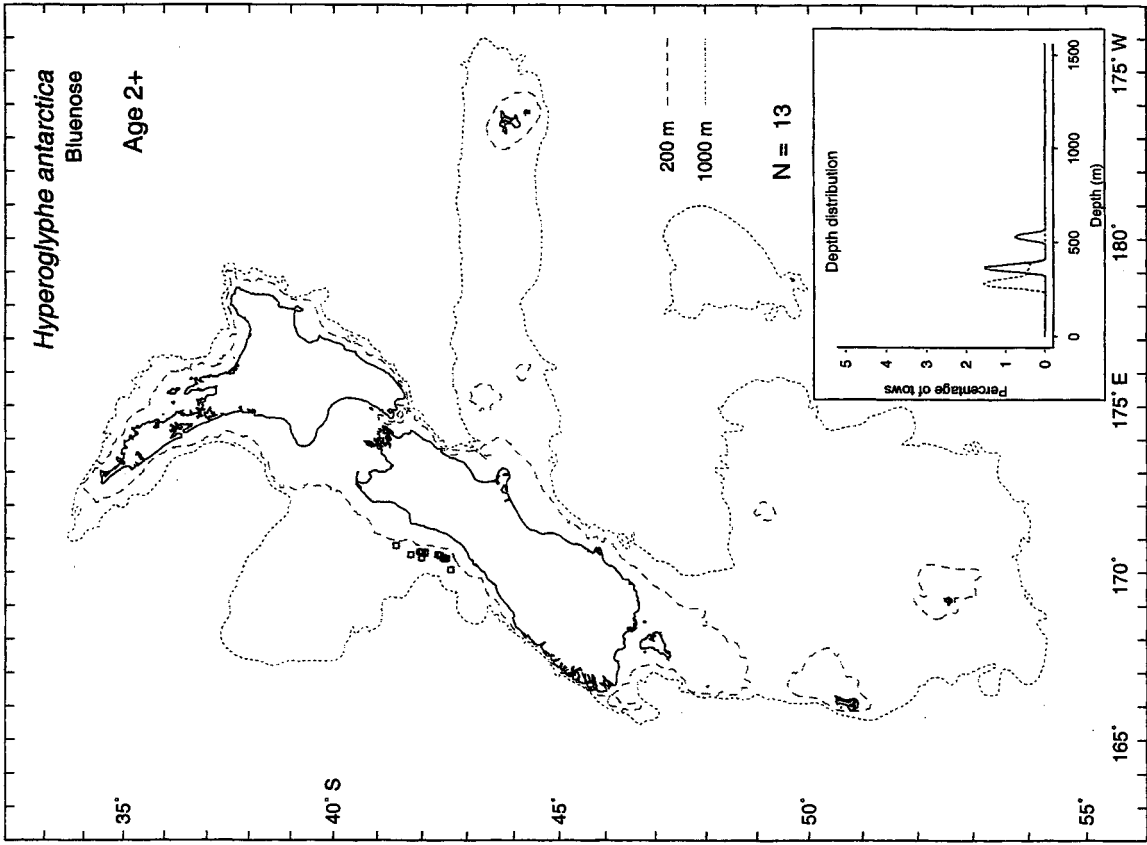 Hyperoglyphe antarctica
Bluenose
Age 2+
35˚
40˚ S
45˚
50˚
55˚
165˚
170˚
175˚ E
180˚
175˚ W
200 m
1000 m
N = 13
Depth distribution
Percentage of tows
5
4
3
2
1
0
0
500
1000
1500
Depth (m)